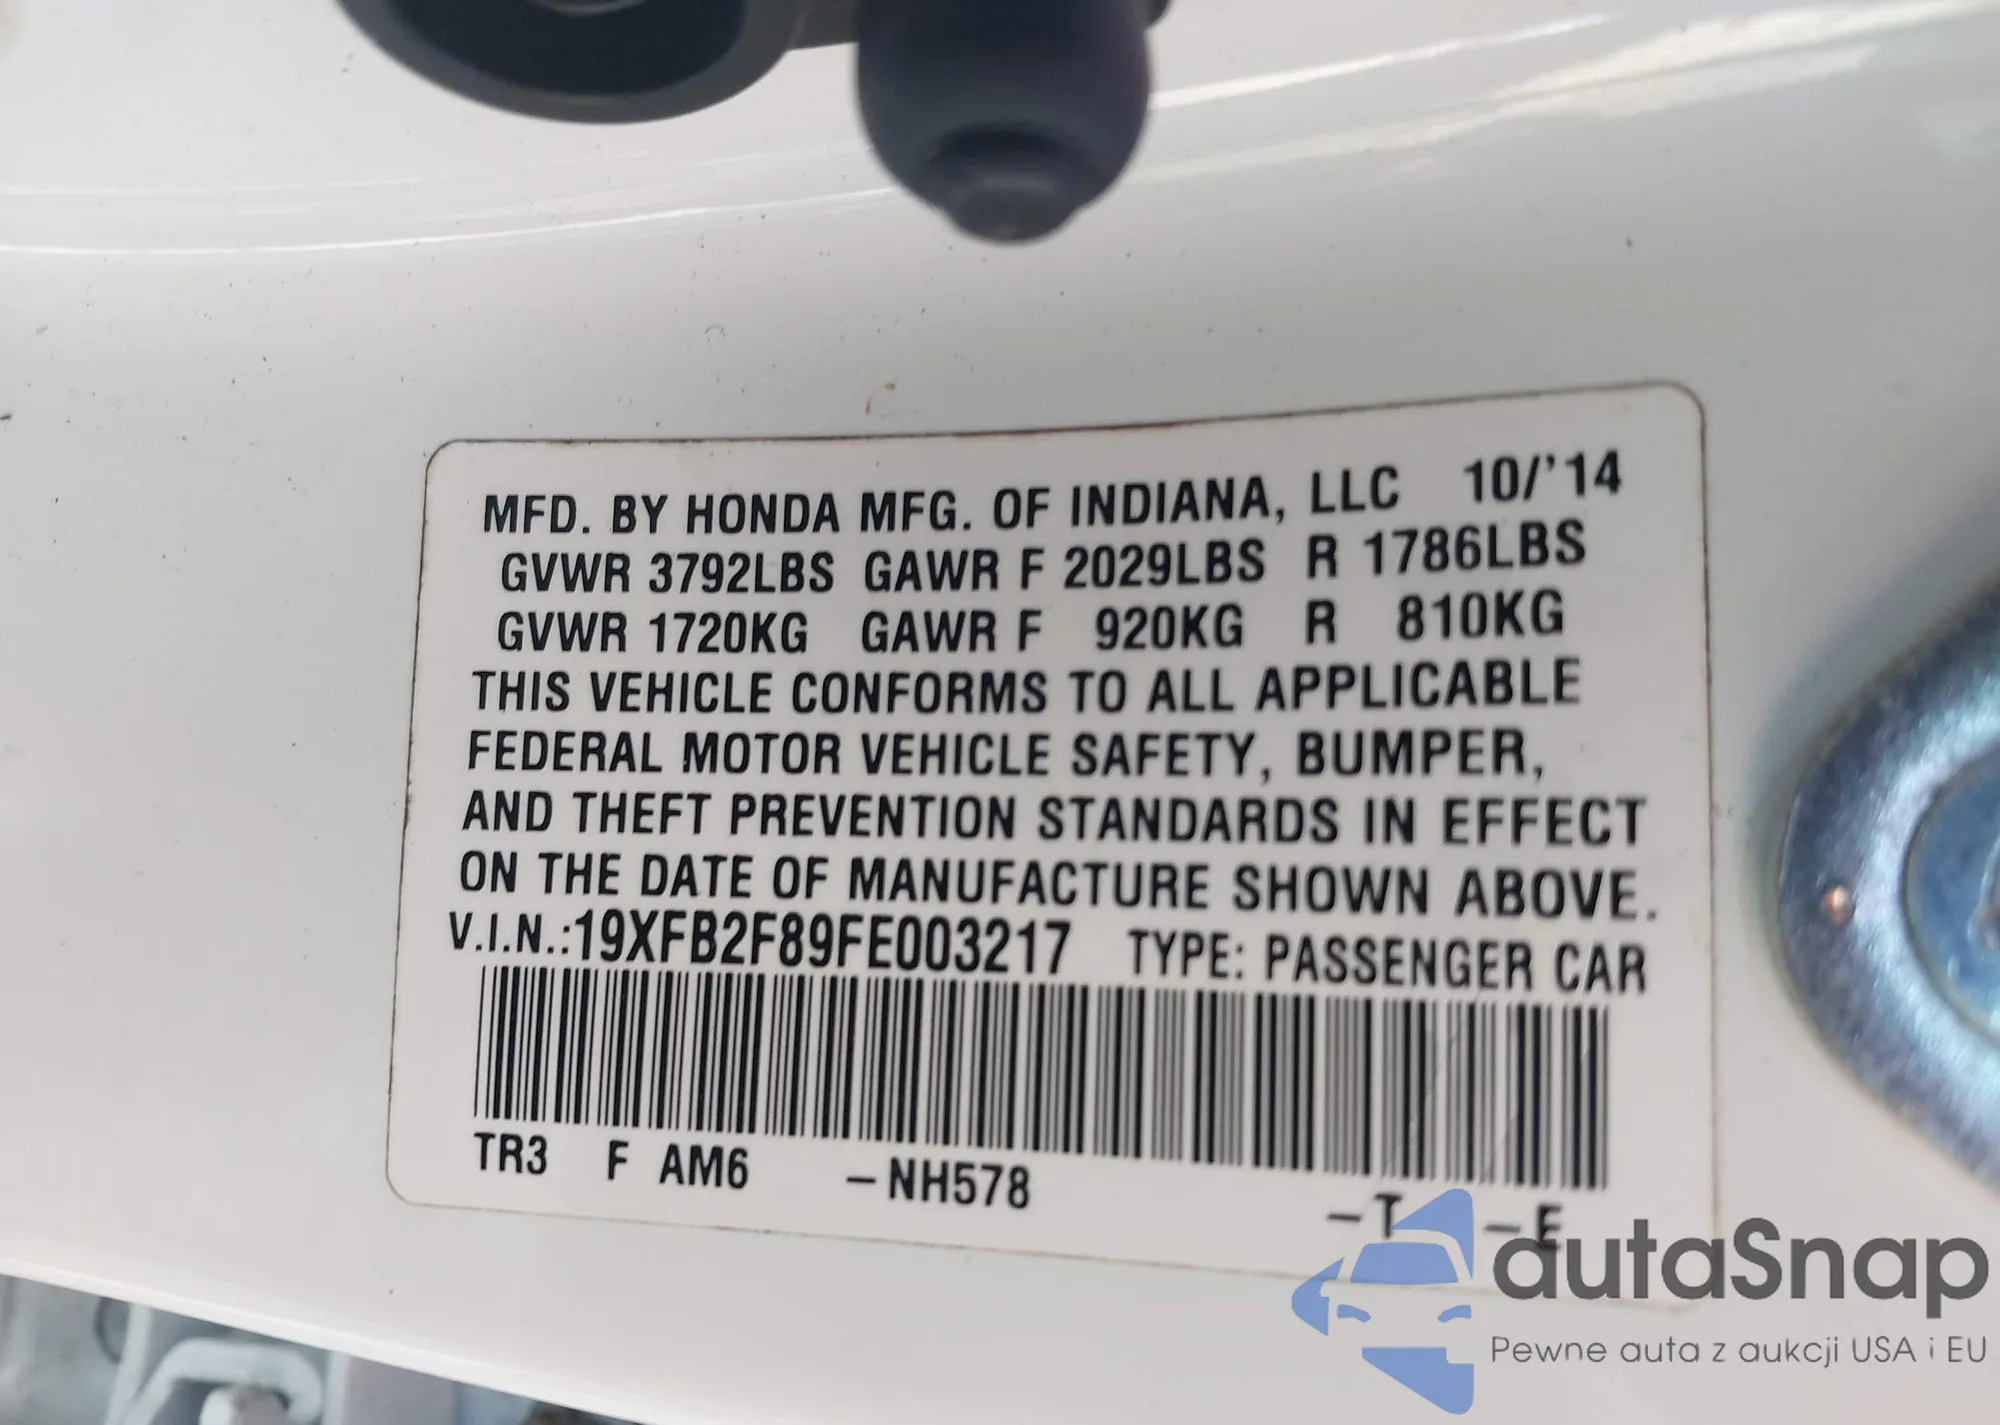 MFD. BY HONDA MFG. OF INDIANA, LLC 10/'14
GVWR 3792LBS GAWR F 2029LBS R 1786LBS
GVWR 1720KG GAWR F 920KG R 810KG
THIS VEHICLE CONFORMS TO ALL APPLICABLE
FEDERAL MOTOR VEHICLE SAFETY, BUMPER,
AND THEFT PREVENTION STANDARDS IN EFFECT
ON THE DATE OF MANUFACTURE SHOWN ABOVE.
V.I.N.:19XFB2F89FE003217 TYPE: PASSENGER CAR
TR3 F AM6 -NH578 -T -E
autaSnap
Pewne auta z aukcji USA i EU